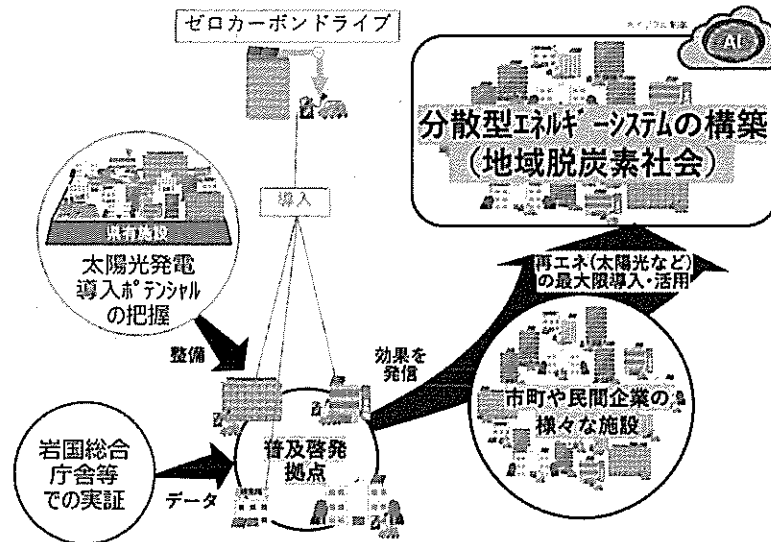 ゼロカーボンドライブ
AI
分散型エネルギーシステムの構築
(地域脱炭素社会)
導入
県有施設
太陽光発電
導入ポテンシャル
の把握
再エネ(太陽光など)
の最大限導入・活用
整備
効果を
発信
市町や民間企業の
様々な施設
岩国総合
庁舎等
での実証
データ
普及啓発
拠点